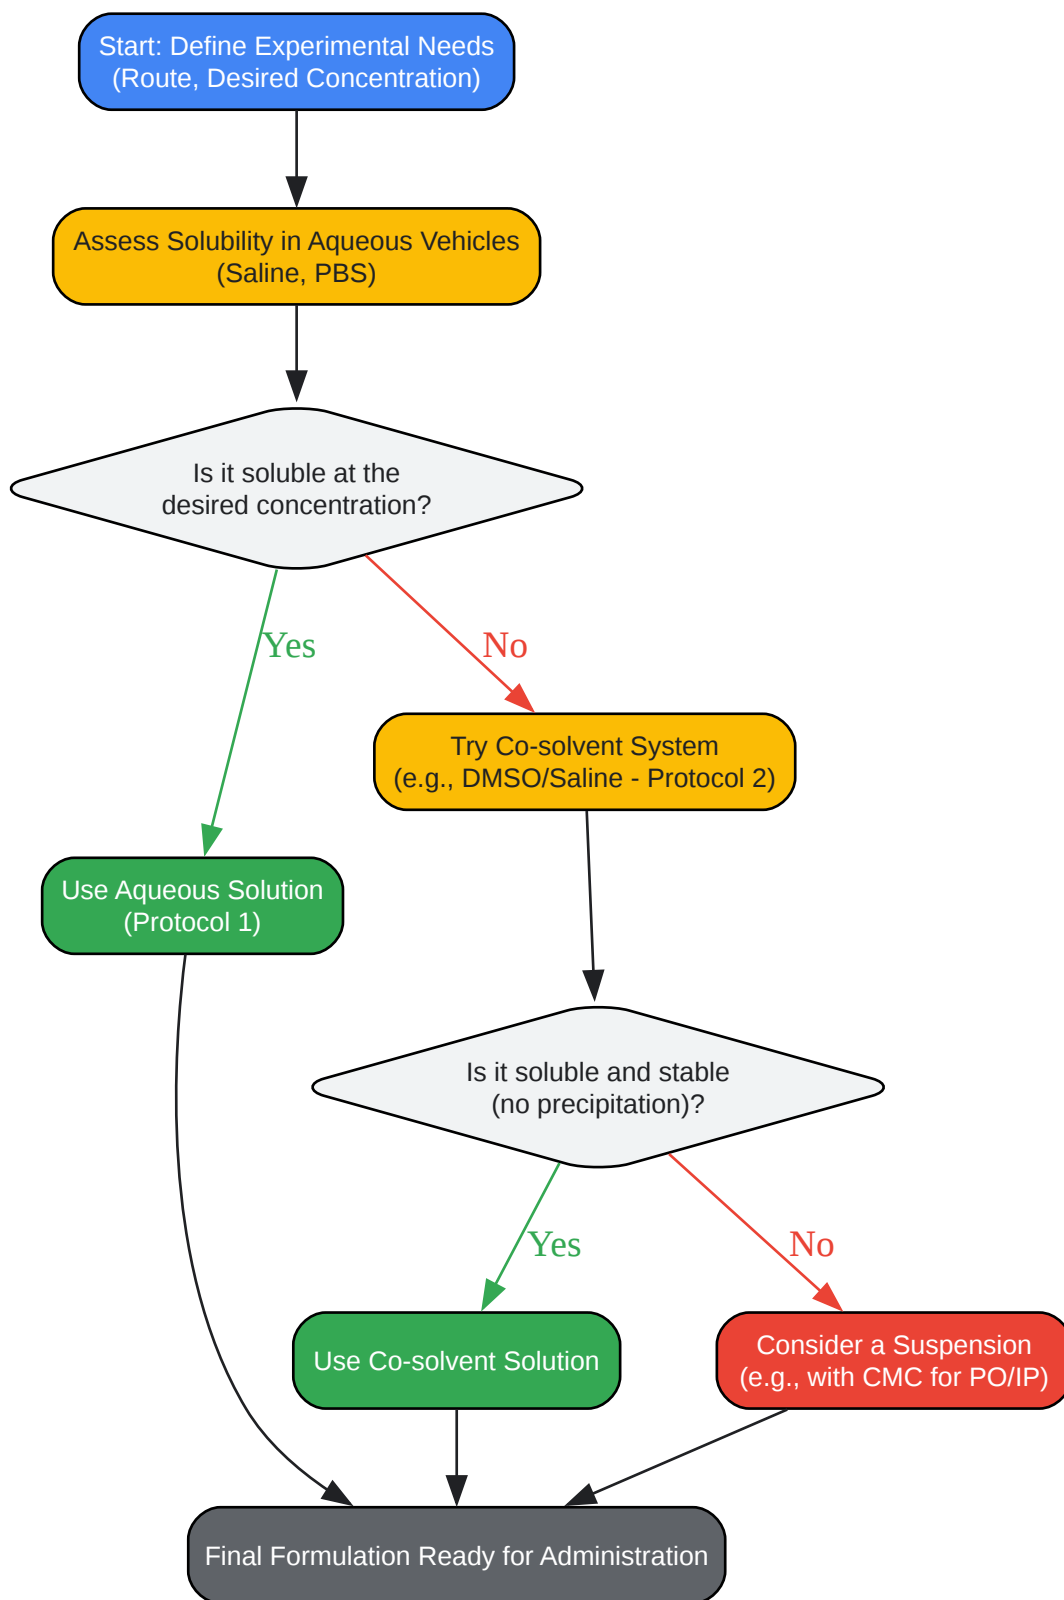 Start: Define Experimental Needs
(Route, Desired Concentration)
Assess Solubility in Aqueous Vehicles
(Saline, PBS)
Is it soluble at the
desired concentration?
Yes
No
Try Co-solvent System
(e.g., DMSO/Saline - Protocol 2)
Use Aqueous Solution
(Protocol 1)
Is it soluble and stable
(no precipitation)?
Yes
No
Use Co-solvent Solution
Consider a Suspension
(e.g., with CMC for PO/IP)
Final Formulation Ready for Administration